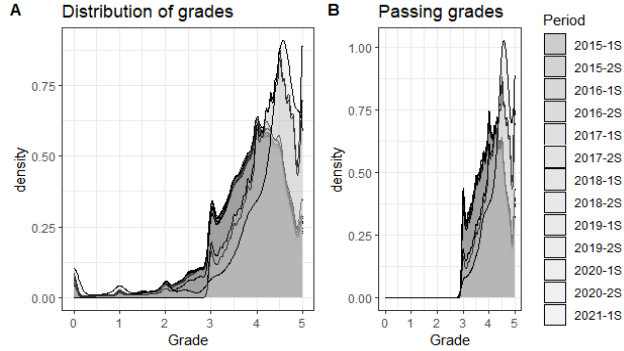 A Distribution of grades
density
0.75
0.50
0.25
0.00
0 1 2 3 4 5
Grade
B Passing grades
density
1.00
0.75
0.50
0.25
0.00
0 1 2 3 4 5
Grade
Period
2015-1S
2015-2S
2016-1S
2016-2S
2017-1S
2017-2S
2018-1S
2018-2S
2019-1S
2019-2S
2020-1S
2020-2S
2021-1S